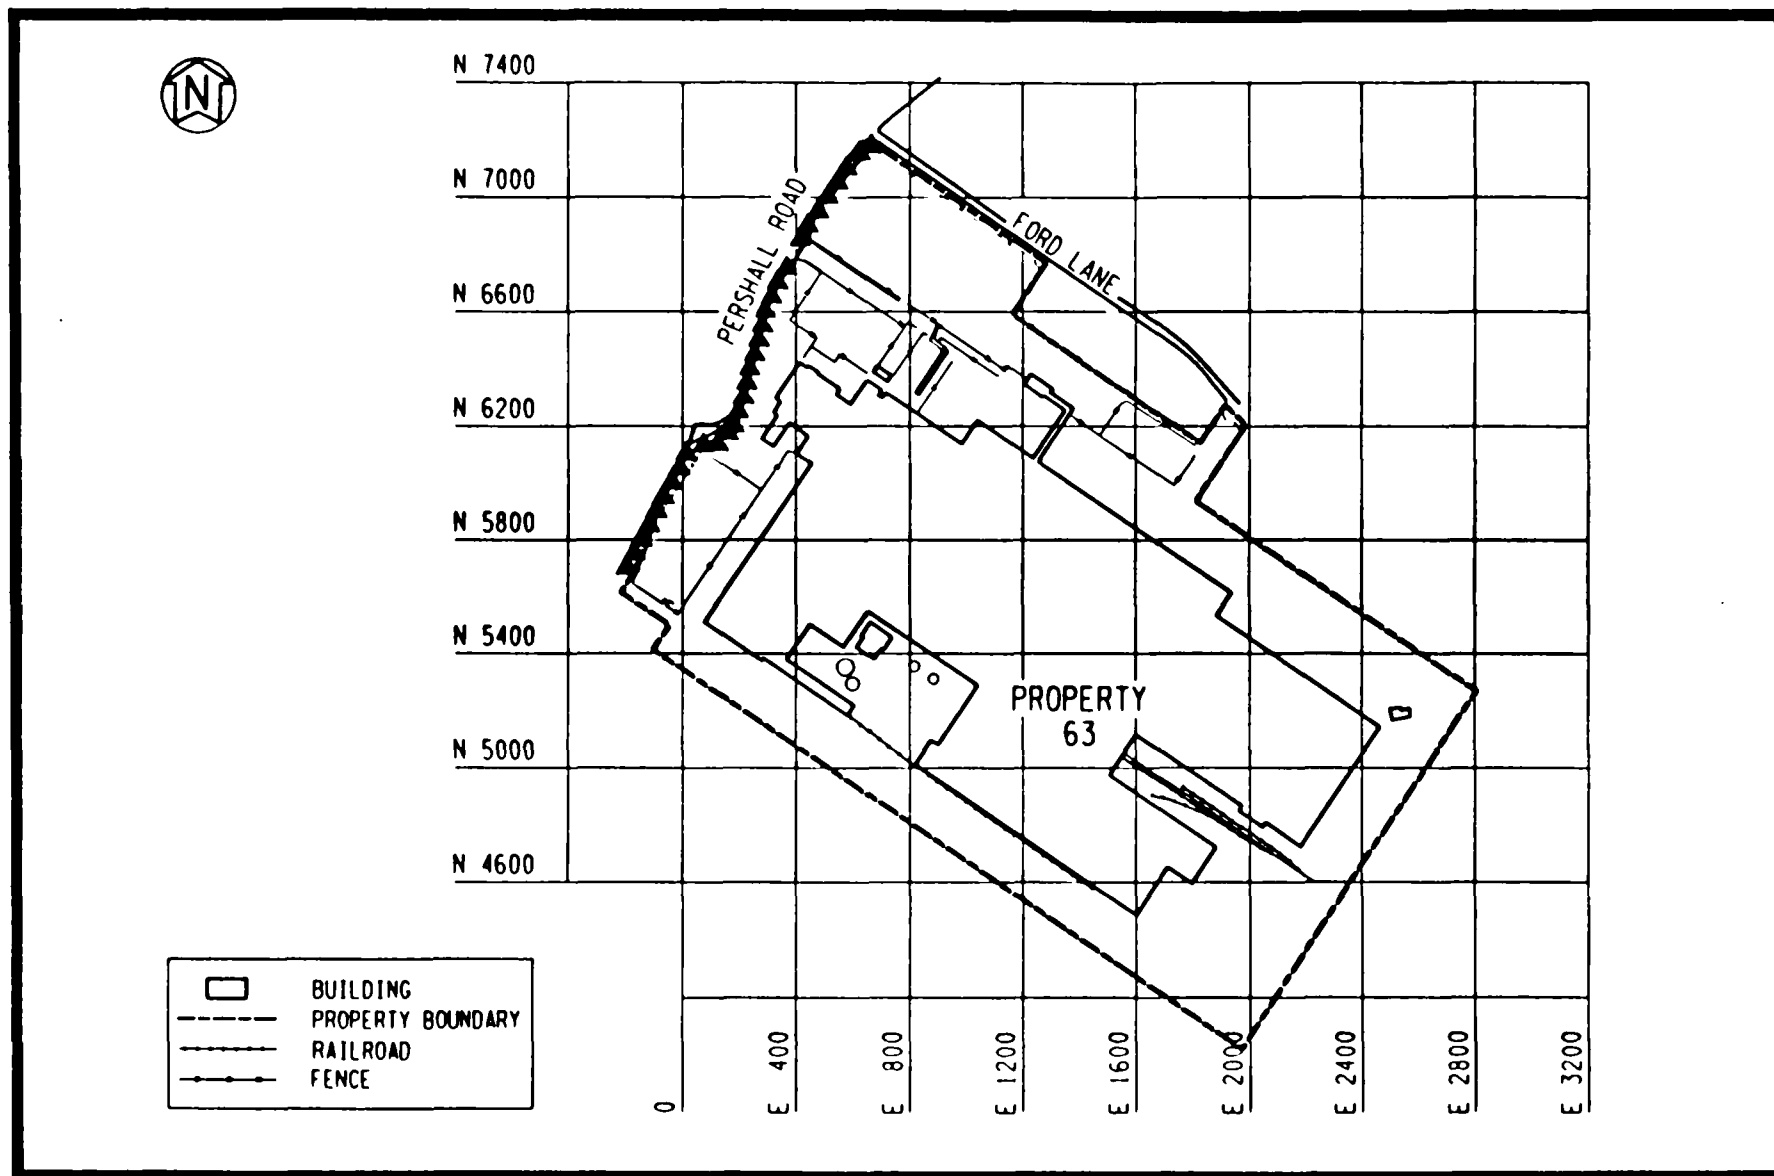 N
N 7400
N 7000
N 6600
N 6200
N 5800
N 5400
N 5000
N 4600
PERSHALL ROAD
FORD LANE
PROPERTY
63
BUILDING
PROPERTY BOUNDARY
RAILROAD
FENCE
0
E 400
E 800
E 1200
E 1600
E 2000
E 2400
E 2800
E 3200